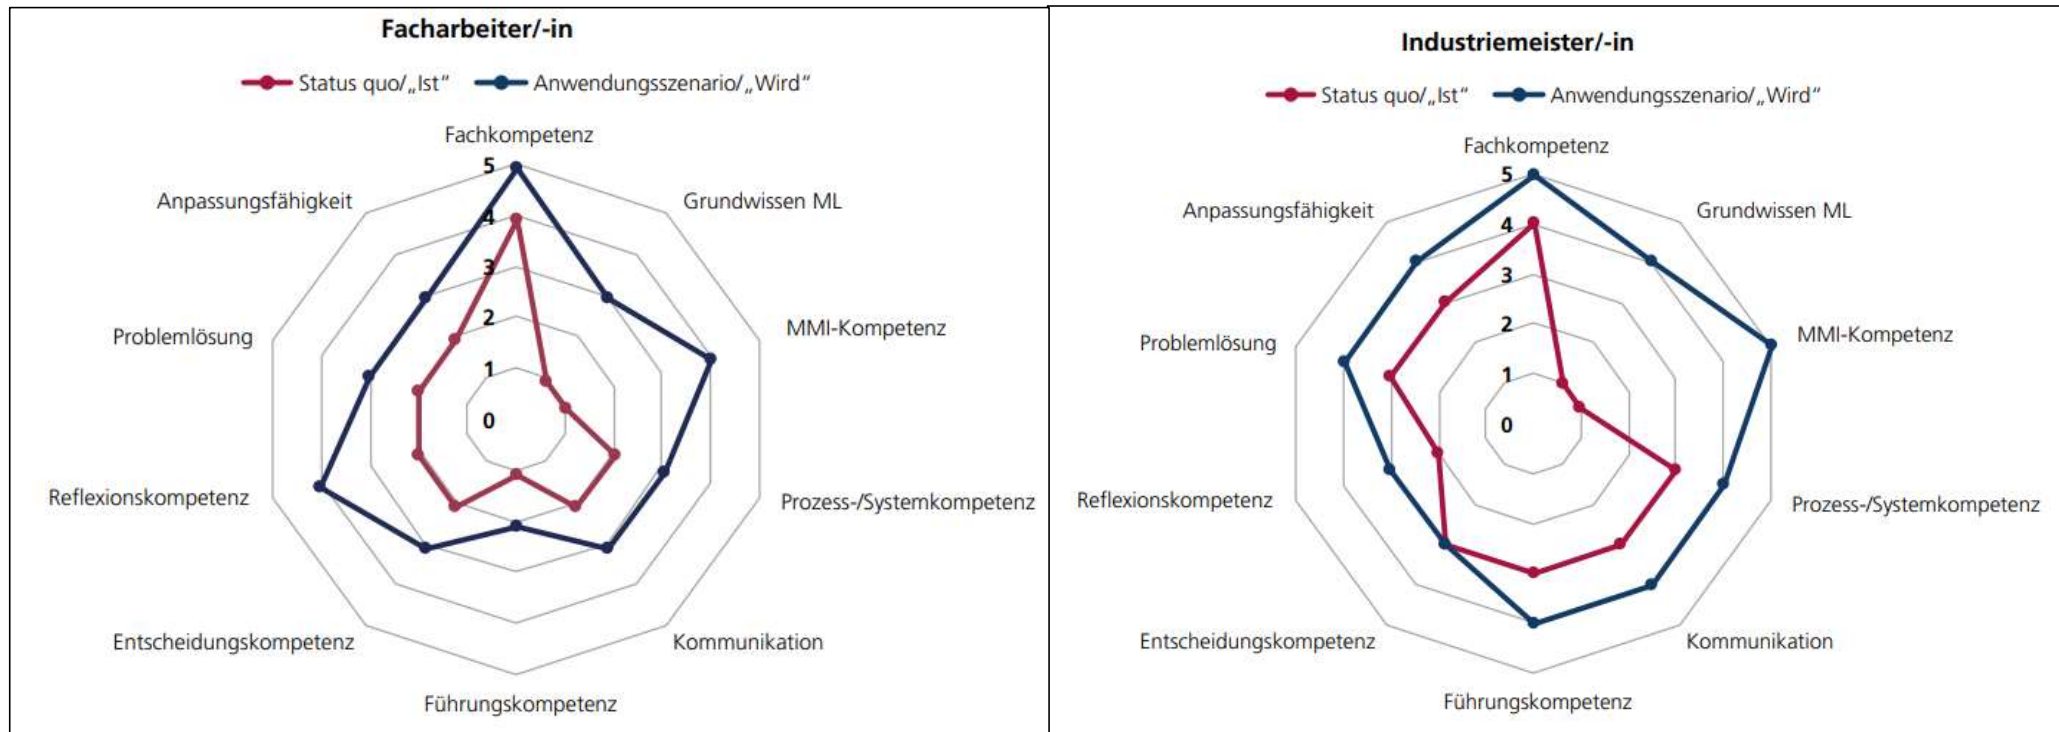 Facharbeiter/-in
Status quo/„Ist“
Anwendungsszenario/„Wird“
Fachkompetenz
Grundwissen ML
MMI-Kompetenz
Prozess-/Systemkompetenz
Kommunikation
Führungskompetenz
Entscheidungskompetenz
Reflexionskompetenz
Problemlösung
Anpassungsfähigkeit
5
4
3
2
1
0
Industriemeister/-in
Status quo/„Ist“
Anwendungsszenario/„Wird“
Fachkompetenz
Grundwissen ML
MMI-Kompetenz
Prozess-/Systemkompetenz
Kommunikation
Führungskompetenz
Entscheidungskompetenz
Reflexionskompetenz
Problemlösung
Anpassungsfähigkeit
5
4
3
2
1
0